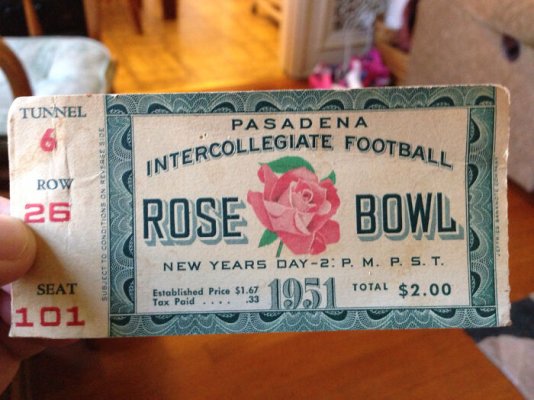 TUNNEL
6
ROW
26
SEAT
101
SUBJECT TO CONDITIONS ON REVERSE SIDE
PASADENA
INTERCOLLEGIATE FOOTBALL
ROSE BOWL
NEW YEARS DAY-2: P. M. P. S. T.
Established Price $1.67
Tax Paid .... .33
1951
TOTAL $2.00